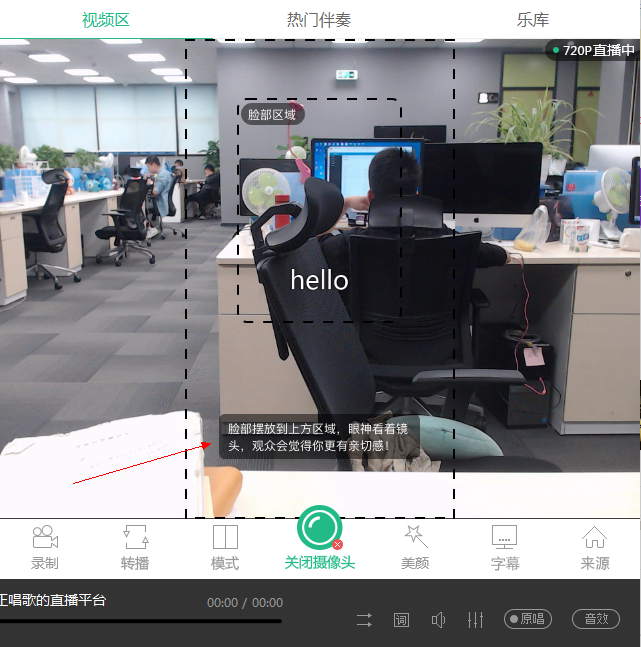 视频区
热门伴奏
乐库
720P直播中
脸部区域
hello
脸部摆放到上方区域，眼神看着镜
头，观众会觉得你更有亲切感！
录制
转播
模式
关闭摄像头
美颜
字幕
来源
正唱歌的直播平台
00:00 / 00:00
词
原唱
音效